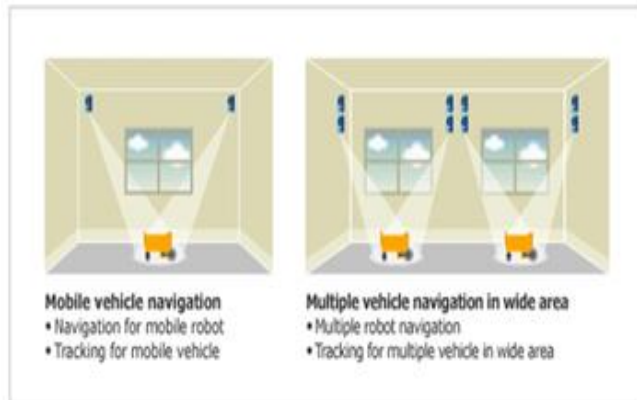 Mobile vehicle navigation
• Navigation for mobile robot
• Tracking for mobile vehicle
Multiple vehicle navigation in wide area
• Multiple robot navigation
• Tracking for multiple vehicle in wide area